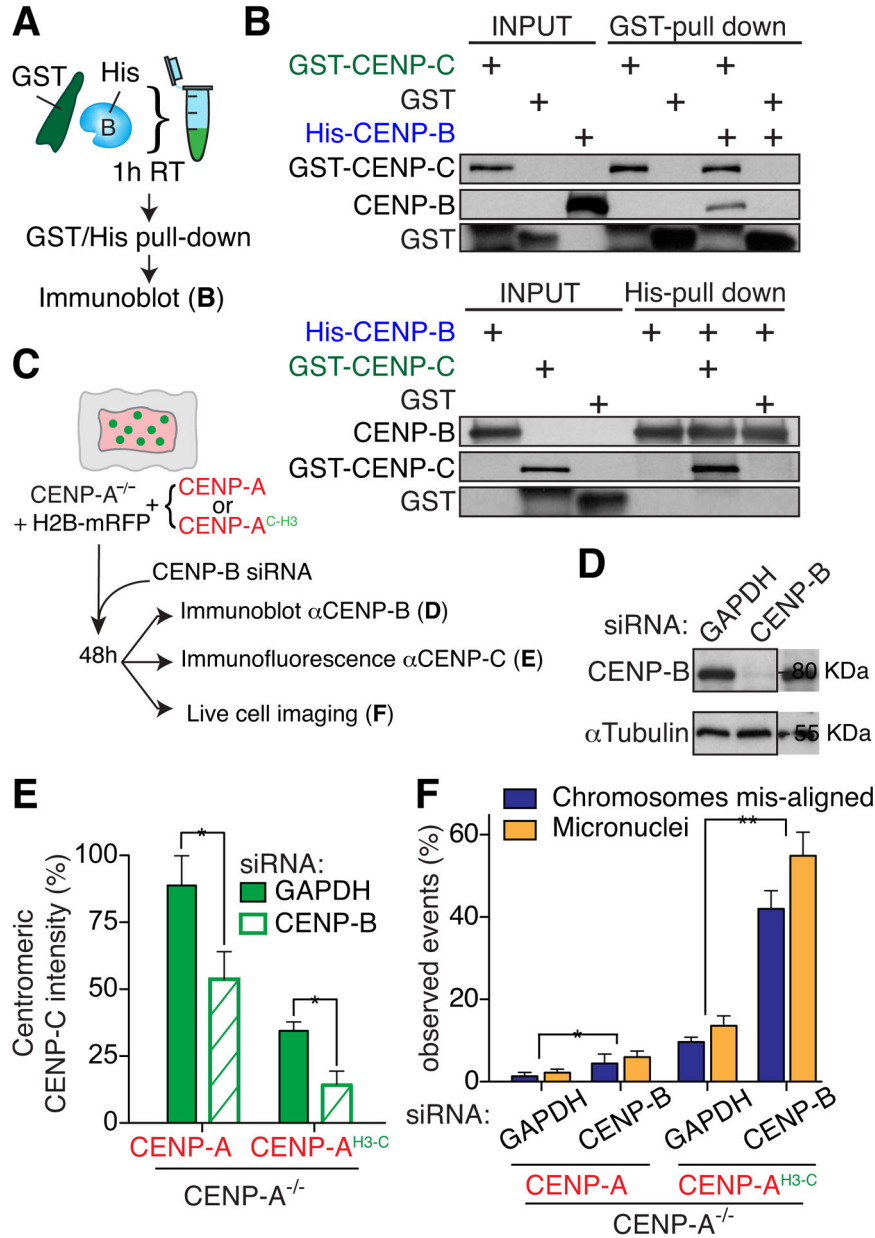 A
GST
His
B
1h RT
GST/His pull-down
Immunoblot (B)
B
INPUT GST-pull down
GST-CENP-C + + +
GST + + +
His-CENP-B + + +
GST-CENP-C
CENP-B
GST
INPUT His-pull down
His-CENP-B + + + +
GST-CENP-C + +
GST + +
CENP-B
GST-CENP-C
GST
C
CENP-A-/-
+ H2B-mRFP
+ { CENP-A
or
CENP-AC-H3
CENP-B siRNA
48h
Immunoblot αCENP-B (D)
Immunofluorescence αCENP-C (E)
Live cell imaging (F)
D
siRNA: GAPDH CENP-B
CENP-B 80 KDa
αTubulin 55 KDa
E
Centromeric
CENP-C intensity (%)
100
75
50
25
0
* *
siRNA:
GAPDH
CENP-B
CENP-A CENP-AH3-C
CENP-A-/-
F
Chromosomes mis-aligned
Micronuclei
observed events (%)
60
40
20
0
* **
siRNA: GAPDH CENP-B GAPDH CENP-B
CENP-A CENP-AH3-C
CENP-A-/-